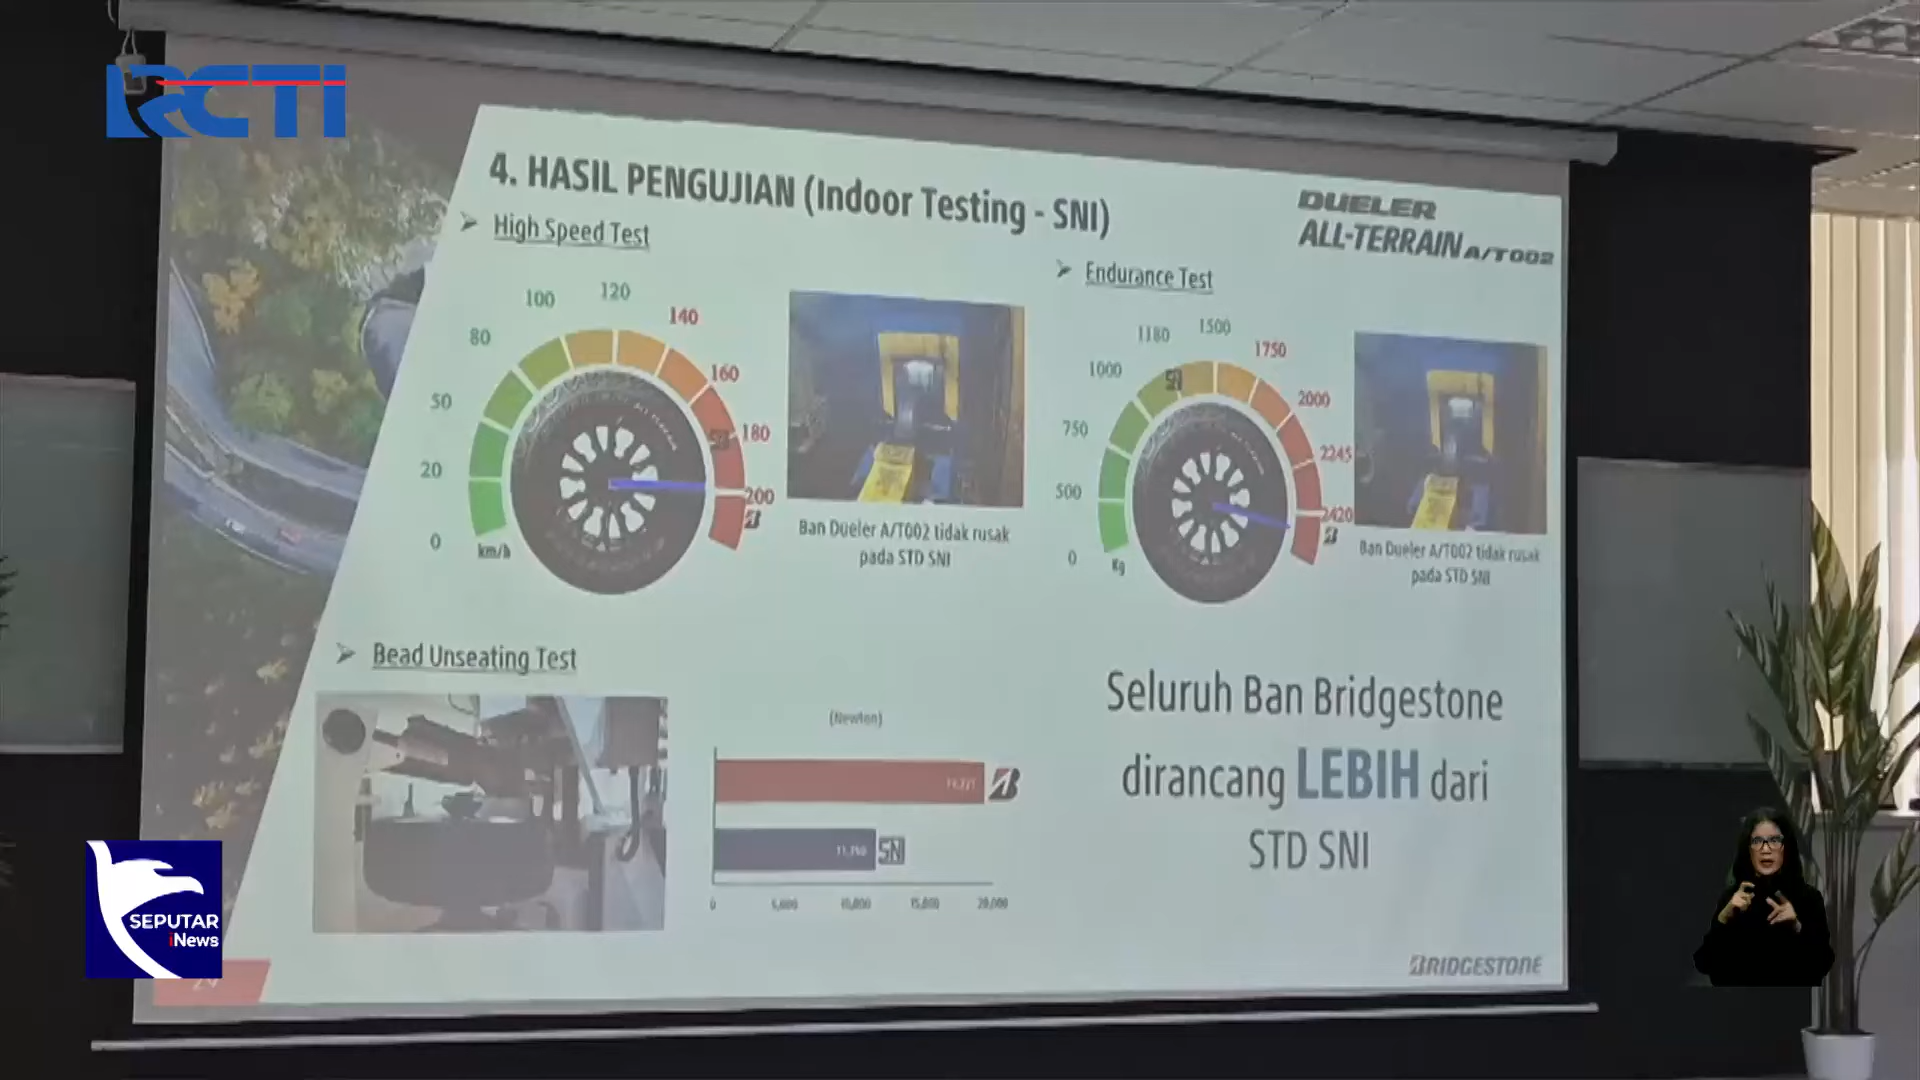 RCTI
4. HASIL PENGUJIAN (Indoor Testing - SNI)
DUELER
ALL-TERRAIN A/T002
High Speed Test
0
20
50
80
100
120
140
160
180
200
km/h
Ban Dueler A/T002 tidak rusak
pada STD SNI
Endurance Test
0
500
750
1000
1180
1500
1750
2000
2245
2420
Kg
Ban Dueler A/T002 tidak rusak
pada STD SNI
Bead Unseating Test
(Newton)
SNI
0
5,000
10,000
15,000
20,000
Seluruh Ban Bridgestone
dirancang LEBIH dari
STD SNI
BRIDGESTONE
SEPUTAR
iNews